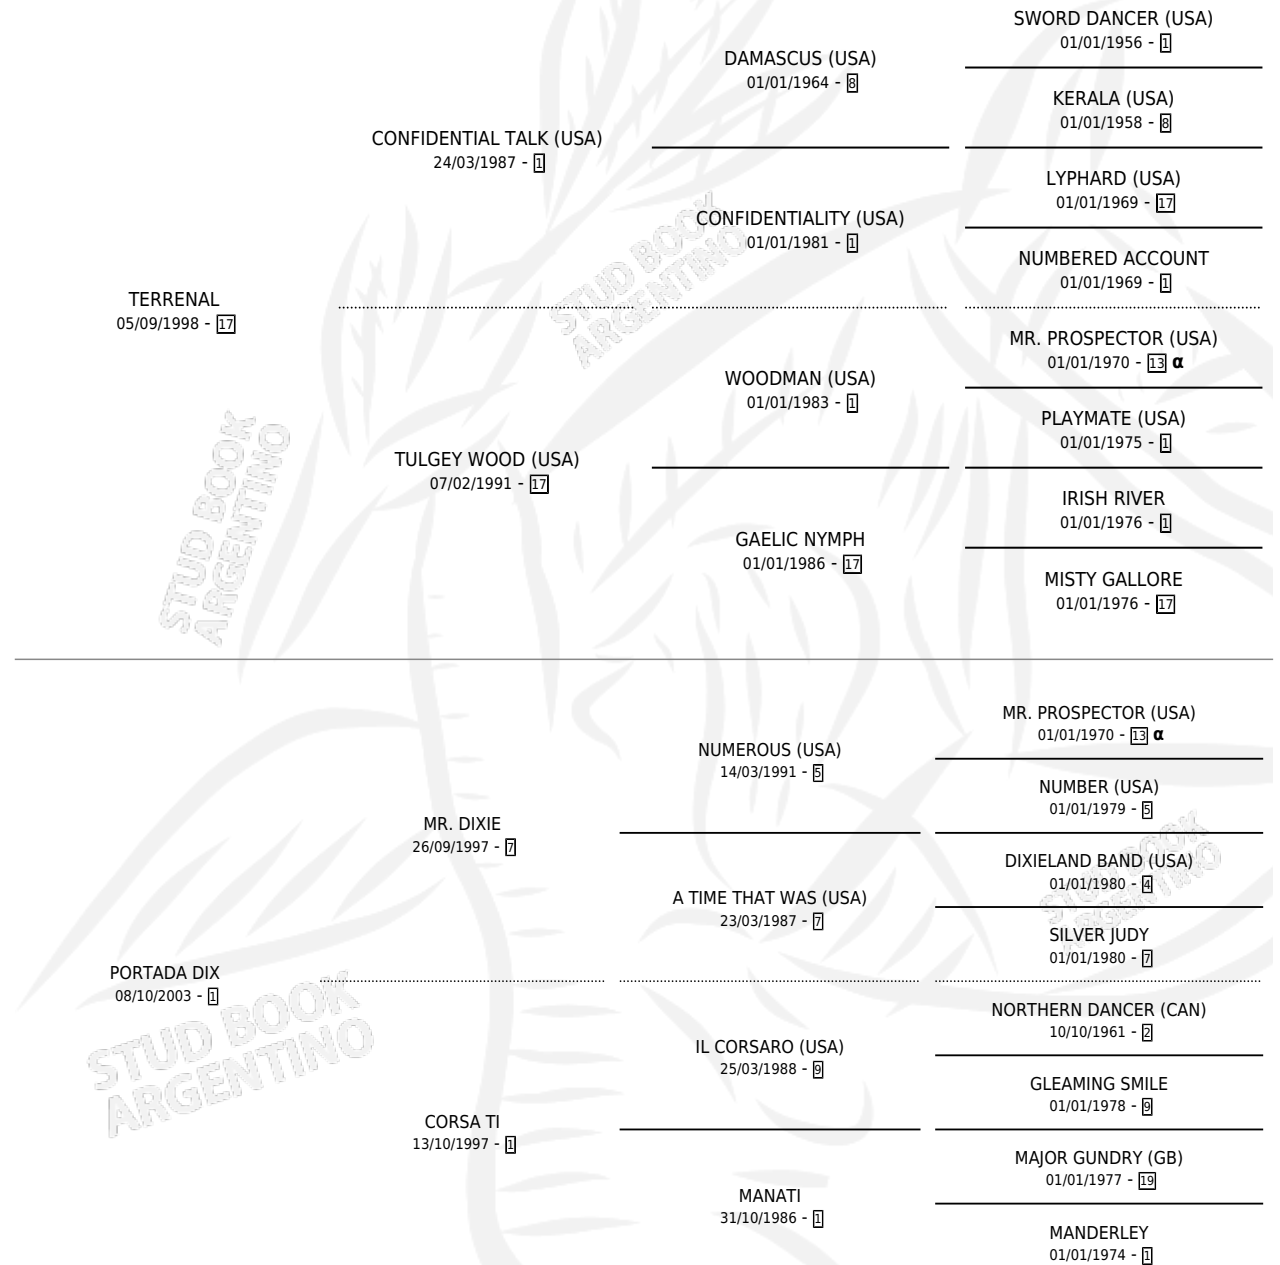 SWORD DANCER (USA)
01/01/1956 - 1
DAMASCUS (USA)
01/01/1964 - 8
KERALA (USA)
01/01/1958 - 8
CONFIDENTIAL TALK (USA)
24/03/1987 - 1
LYPHARD (USA)
01/01/1969 - 17
CONFIDENTIALITY (USA)
01/01/1981 - 1
NUMBERED ACCOUNT
01/01/1969 - 1
TERRENAL
05/09/1998 - 17
MR. PROSPECTOR (USA)
01/01/1970 - 13 α
WOODMAN (USA)
01/01/1983 - 1
PLAYMATE (USA)
01/01/1975 - 1
TULGEY WOOD (USA)
07/02/1991 - 17
IRISH RIVER
01/01/1976 - 1
GAELIC NYMPH
01/01/1986 - 17
MISTY GALLORE
01/01/1976 - 17
MR. PROSPECTOR (USA)
01/01/1970 - 13 α
NUMEROUS (USA)
14/03/1991 - 5
NUMBER (USA)
01/01/1979 - 5
MR. DIXIE
26/09/1997 - 7
DIXIELAND BAND (USA)
01/01/1980 - 4
A TIME THAT WAS (USA)
23/03/1987 - 7
SILVER JUDY
01/01/1980 - 7
PORTADA DIX
08/10/2003 - 1
NORTHERN DANCER (CAN)
10/10/1961 - 2
IL CORSARO (USA)
25/03/1988 - 9
GLEAMING SMILE
01/01/1978 - 9
CORSA TI
13/10/1997 - 1
MAJOR GUNDRY (GB)
01/01/1977 - 19
MANATI
31/10/1986 - 1
MANDERLEY
01/01/1974 - 1
STUD BOOK
ARGENTINO
STUD BOOK
ARGENTINO
STUD BOOK
ARGENTINO
STUD BOOK
ARGENTINO